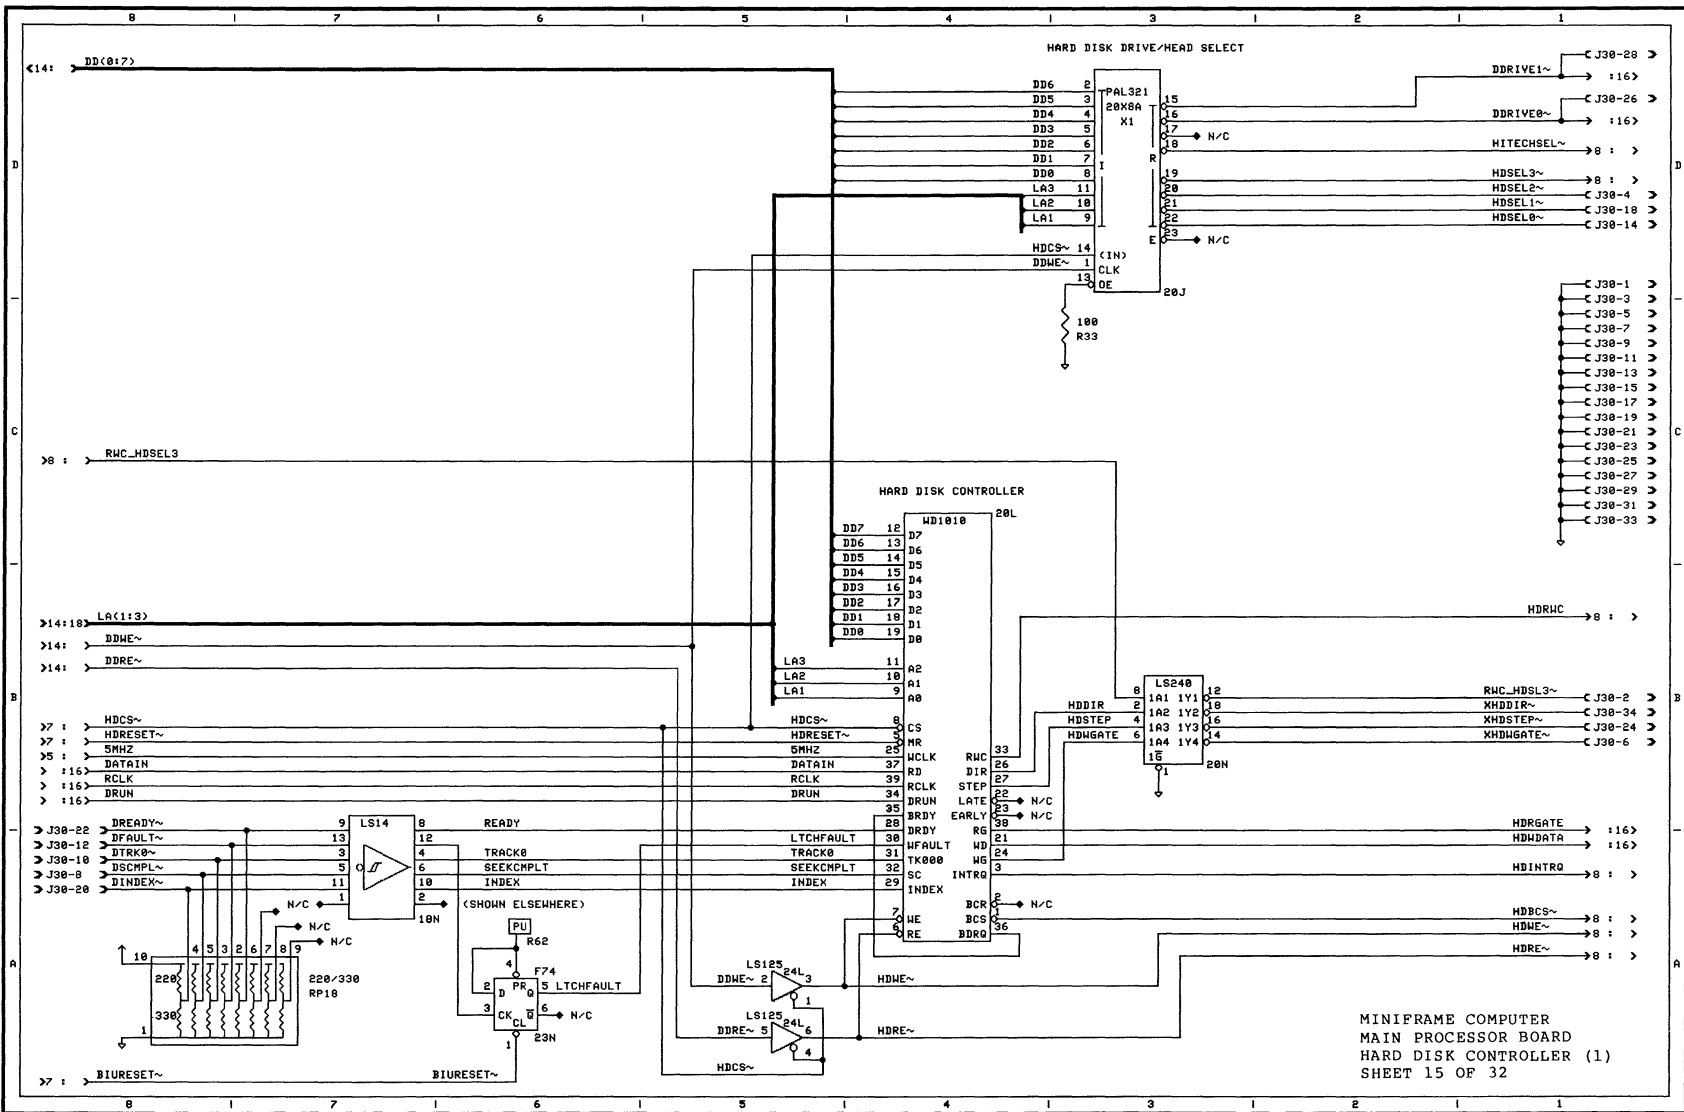 8 7 6 5 4 3 2 1
HARD DISK DRIVE/HEAD SELECT
<14: DD(0:7)
DD6 2
DD5 3
DD4 4
DD3 5
DD2 6
DD1 7
DD0 8
LA3 11
LA2 10
LA1 9
HDCS~ 14
DDWE~ 1
13
PAL321
20X8A
X1
I
R
(IN)
CLK
OE
E
20J
15
16
17 N/C
18
19
20
21
22
23 N/C
100
R33
DDRIVE1~
J30-28
:16>
DDRIVE0~
J30-26
:16>
HITECHSEL~ >8 :
HDSEL3~ >8 :
HDSEL2~ J30-4
HDSEL1~ J30-18
HDSEL0~ J30-14
J30-1
J30-3
J30-5
J30-7
J30-9
J30-11
J30-13
J30-15
J30-17
J30-19
J30-21
J30-23
J30-25
J30-27
J30-29
J30-31
J30-33
D
C
B
A
D
C
B
A
>8 : RWC_HDSEL3
>14:18> LA(1:3)
>14: DDWE~
>14: DDRE~
>7 : HDCS~
>7 : HDRESET~
>5 : 5MHZ
:16> DATAIN
:16> RCLK
:16> DRUN
J30-22 DREADY~
J30-12 DFAULT~
J30-10 DTRK0~
J30-8 DSCMPL~
J30-20 DINDEX~
>7 : BIURESET~
HARD DISK CONTROLLER
WD1010
20L
DD7 12 D7
DD6 13 D6
DD5 14 D5
DD4 15 D4
DD3 16 D3
DD2 17 D2
DD1 18 D1
DD0 19 D0
LA3 11 A2
LA2 10 A1
LA1 9 A0
HDCS~ 8 CS
HDRESET~ 5 MR
5MHZ 25 WCLK
DATAIN 37 RD
RCLK 39 RCLK
DRUN 34 DRUN
35 BRDY
28 DRDY
LTCHFAULT 30 WFAULT
TRACK0 31 TK000
SEEKCMPLT 32 SC
INDEX 29 INDEX
7 WE
6 RE
RWC 33
DIR 26
STEP 27
LATE 22 N/C
EARLY 23 N/C
RG 38
WD 21
WG 24
INTRQ 3
BCR 2 N/C
BCS 1
BDRQ 36
HDRWC >8 :
LS240
8 1A1 1Y1 12
HDDIR 2 1A2 1Y2 18
HDSTEP 4 1A3 1Y3 16
HDWGATE 6 1A4 1Y4 14
1G
1
20N
RWC_HDSL3~ J30-2
XHDDIR~ J30-34
XHDSTEP~ J30-24
XHDWGATE~ J30-6
HDRGATE :16>
HDWDATA :16>
HDINTRQ >8 :
HDBCS~ >8 :
HDWE~ >8 :
HDRE~ >8 :
LS14
9 8 READY
13 12
3 4 TRACK0
5 6 SEEKCMPLT
11 10 INDEX
N/C 1 2 (SHOWN ELSEWHERE)
18N
N/C
N/C
10 4 5 3 2 6 7 8 9
220
330
1
220/330
RP18
PU
R62
4
F74
2 D PR Q 5 LTCHFAULT
3 CK Q 6 N/C
CL
1
23N
BIURESET~
LS125
24L
DDWE~ 2 3 HDWE~
1
LS125
24L
DDRE~ 5 6 HDRE~
4
HDCS~
MINIFRAME COMPUTER
MAIN PROCESSOR BOARD
HARD DISK CONTROLLER (1)
SHEET 15 OF 32
8 7 6 5 4 3 2 1